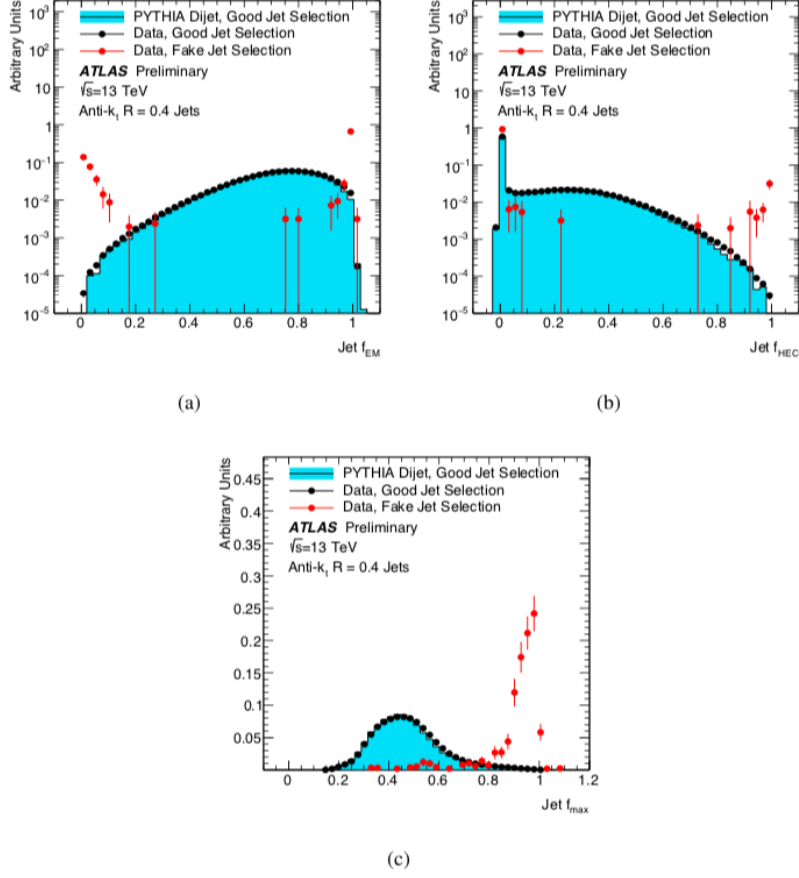 Arbitrary Units
10³
10²
10
1
10⁻¹
10⁻²
10⁻³
10⁻⁴
10⁻⁵
PYTHIA Dijet, Good Jet Selection
Data, Good Jet Selection
Data, Fake Jet Selection
ATLAS Preliminary
√s=13 TeV
Anti-kₜ R = 0.4 Jets
0 0.2 0.4 0.6 0.8 1
Jet f_EM
(a)
Arbitrary Units
10³
10²
10
1
10⁻¹
10⁻²
10⁻³
10⁻⁴
10⁻⁵
PYTHIA Dijet, Good Jet Selection
Data, Good Jet Selection
Data, Fake Jet Selection
ATLAS Preliminary
√s=13 TeV
Anti-kₜ R = 0.4 Jets
0 0.2 0.4 0.6 0.8 1
Jet f_HEC
(b)
Arbitrary Units
0.45
0.4
0.35
0.3
0.25
0.2
0.15
0.1
0.05
PYTHIA Dijet, Good Jet Selection
Data, Good Jet Selection
Data, Fake Jet Selection
ATLAS Preliminary
√s=13 TeV
Anti-kₜ R = 0.4 Jets
0 0.2 0.4 0.6 0.8 1 1.2
Jet f_max
(c)